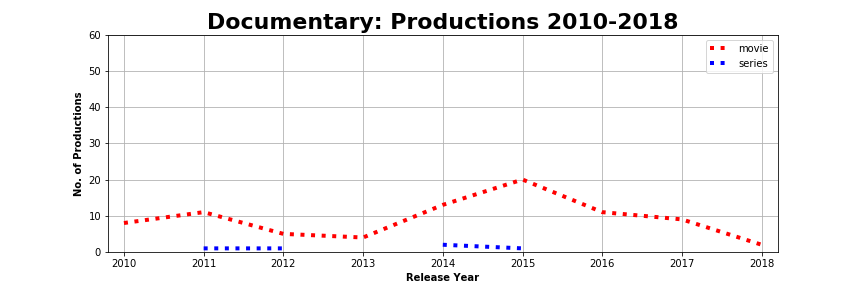 Documentary: Productions 2010-2018
60
50
40
30
20
10
0
No. of Productions
movie
series
2010 2011 2012 2013 2014 2015 2016 2017 2018
Release Year